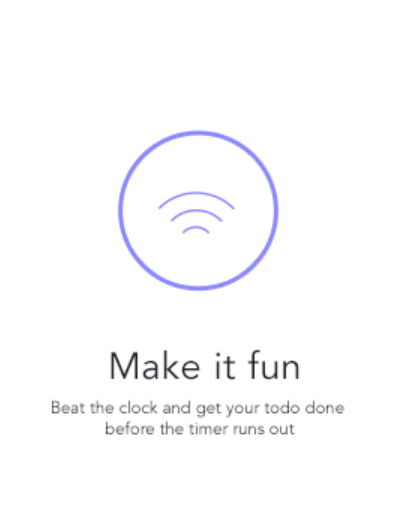 Make it fun
Beat the clock and get your todo done
before the timer runs out